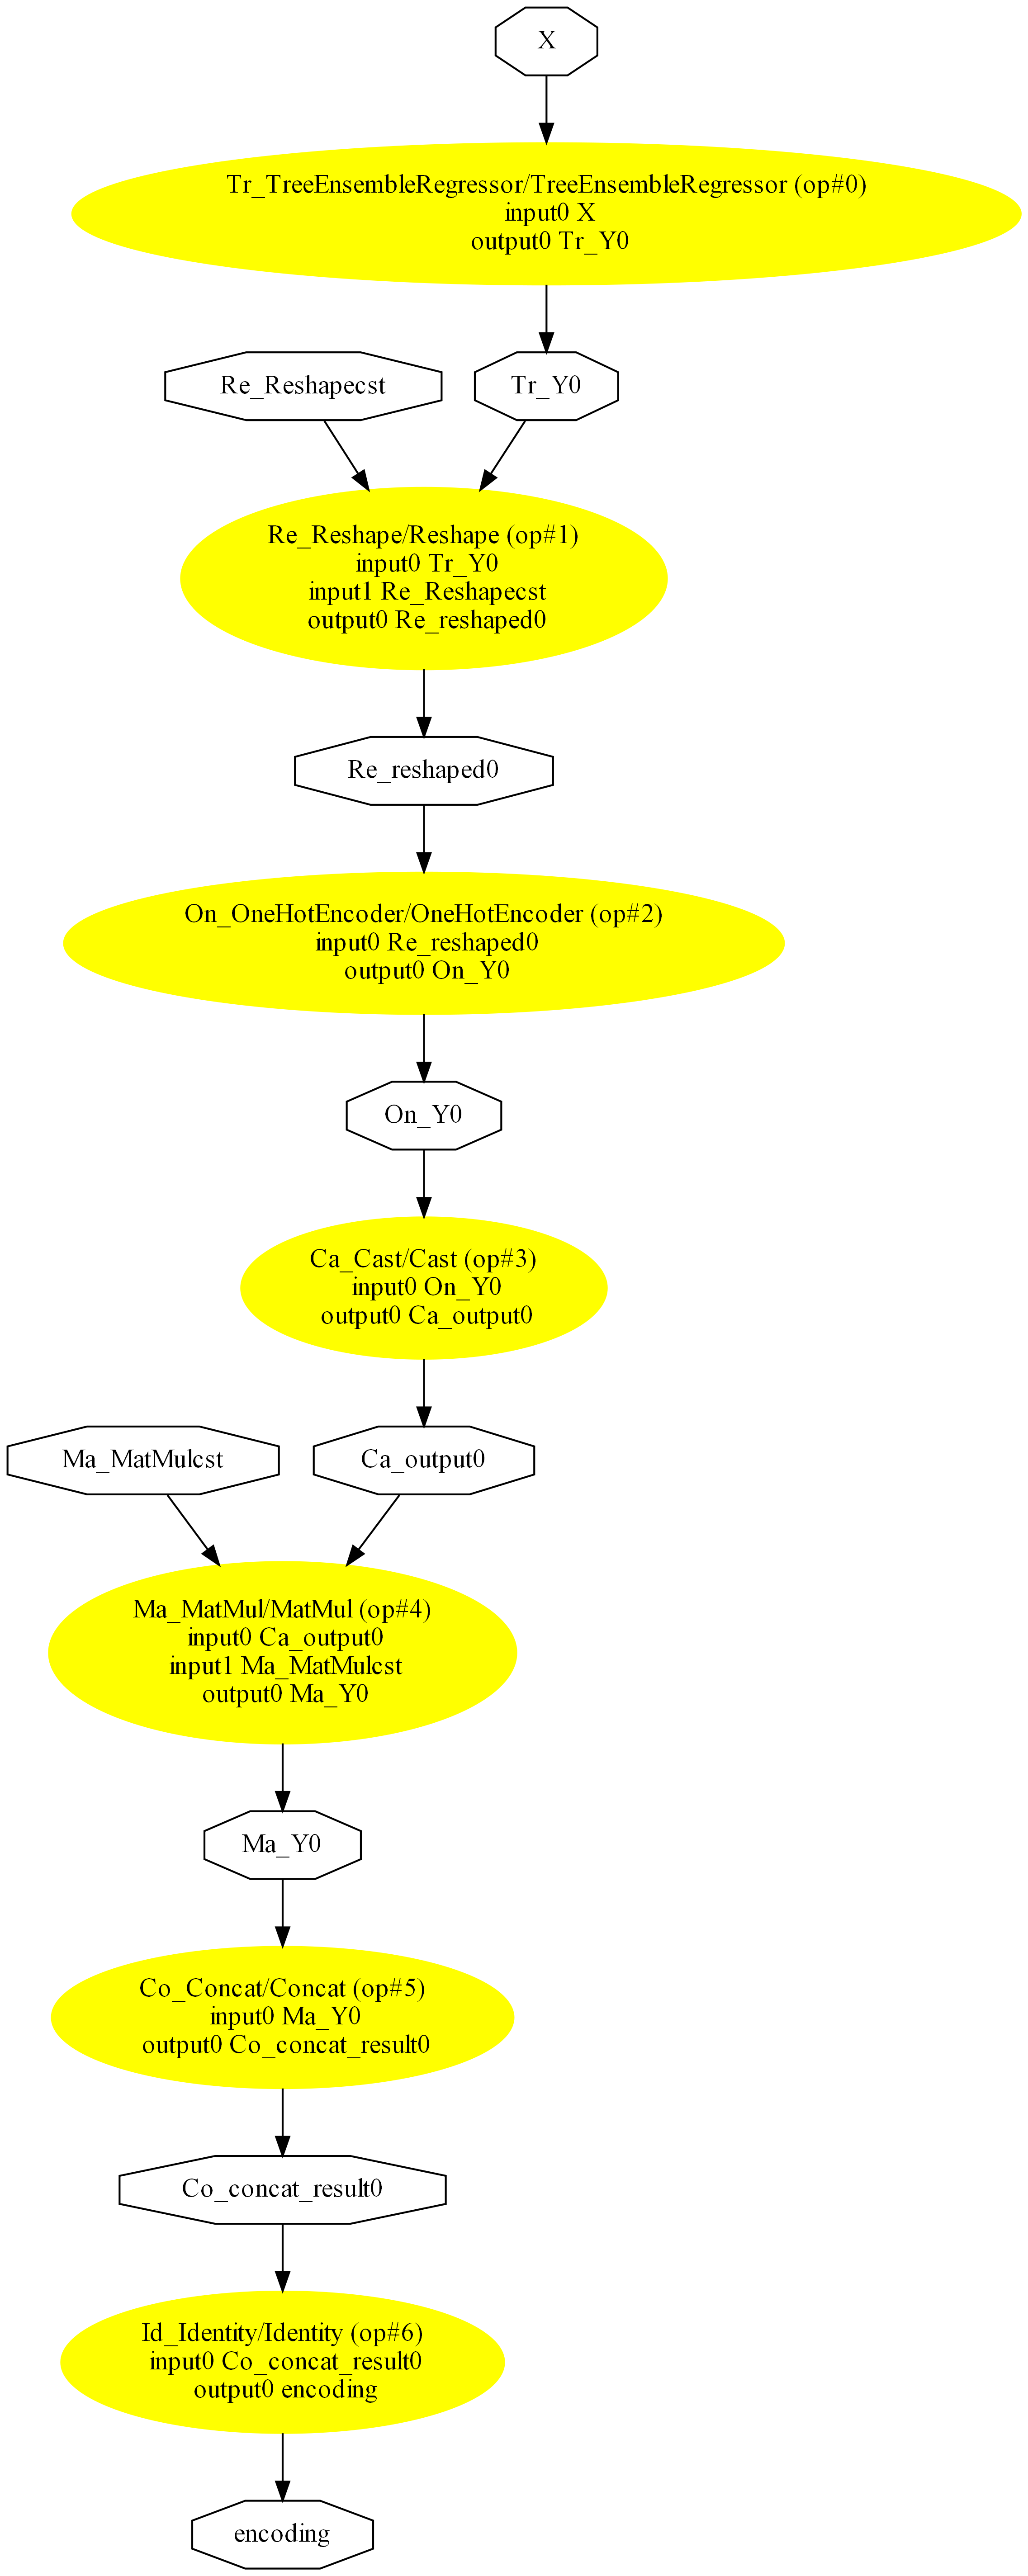 X
Tr_TreeEnsembleRegressor/TreeEnsembleRegressor (op#0)
input0 X
output0 Tr_Y0
Re_Reshapecst
Tr_Y0
Re_Reshape/Reshape (op#1)
input0 Tr_Y0
input1 Re_Reshapecst
output0 Re_reshaped0
Re_reshaped0
On_OneHotEncoder/OneHotEncoder (op#2)
input0 Re_reshaped0
output0 On_Y0
On_Y0
Ca_Cast/Cast (op#3)
input0 On_Y0
output0 Ca_output0
Ma_MatMulcst
Ca_output0
Ma_MatMul/MatMul (op#4)
input0 Ca_output0
input1 Ma_MatMulcst
output0 Ma_Y0
Ma_Y0
Co_Concat/Concat (op#5)
input0 Ma_Y0
output0 Co_concat_result0
Co_concat_result0
Id_Identity/Identity (op#6)
input0 Co_concat_result0
output0 encoding
encoding